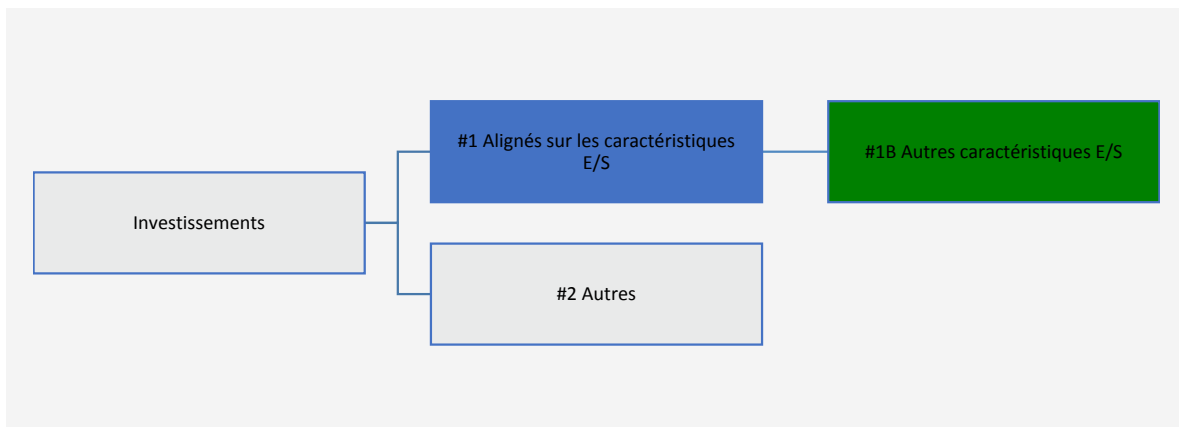 #1 Alignés sur les caractéristiques
E/S
#1B Autres caractéristiques E/S
Investissements
#2 Autres